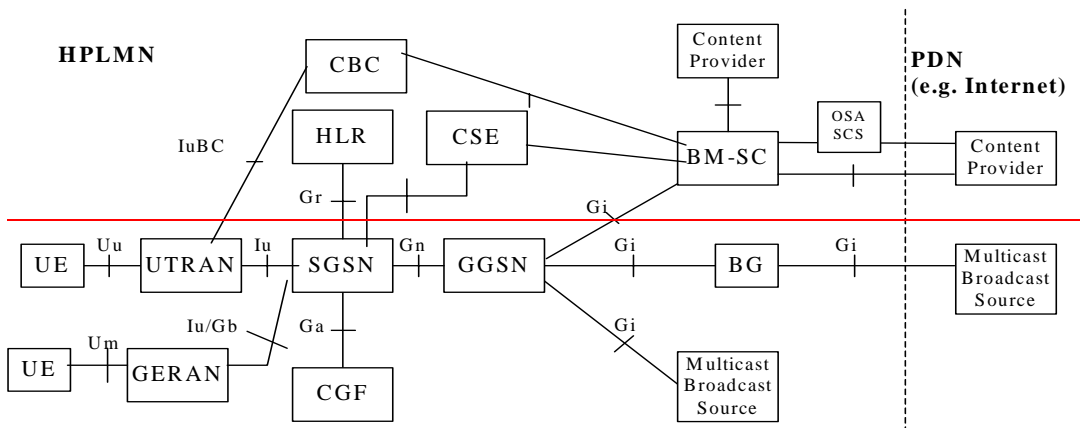 HPLMN
CBC
Content
Provider
PDN
(e.g. Internet)
HLR
CSE
OSA
SCS
IuBC
BM-SC
Content
Provider
Gr
Gi
Uu
Iu
Gn
Gi
Gi
UE
UTRAN
SGSN
GGSN
BG
Multicast
Broadcast
Source
Iu/Gb
Ga
Gi
Um
UE
GERAN
CGF
Multicast
Broadcast
Source